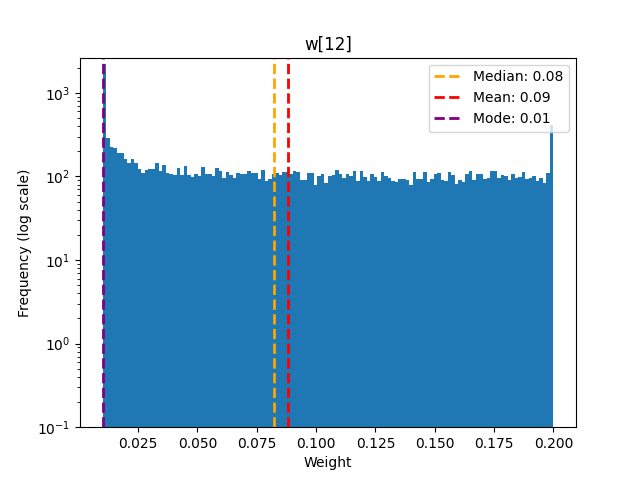 w[12]
Median: 0.08
Mean: 0.09
Mode: 0.01
Frequency (log scale)
10³
10²
10¹
10⁰
10⁻¹
0.025 0.050 0.075 0.100 0.125 0.150 0.175 0.200
Weight